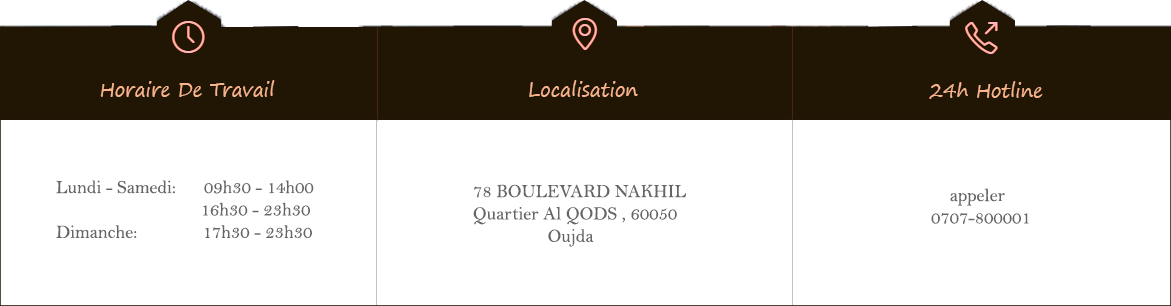 Horaire De Travail
Lundi - Samedi: 09h30 - 14h00
16h30 - 23h30
Dimanche: 17h30 - 23h30
Localisation
78 BOULEVARD NAKHIL
Quartier Al QODS , 60050
Oujda
24h Hotline
appeler
0707-800001